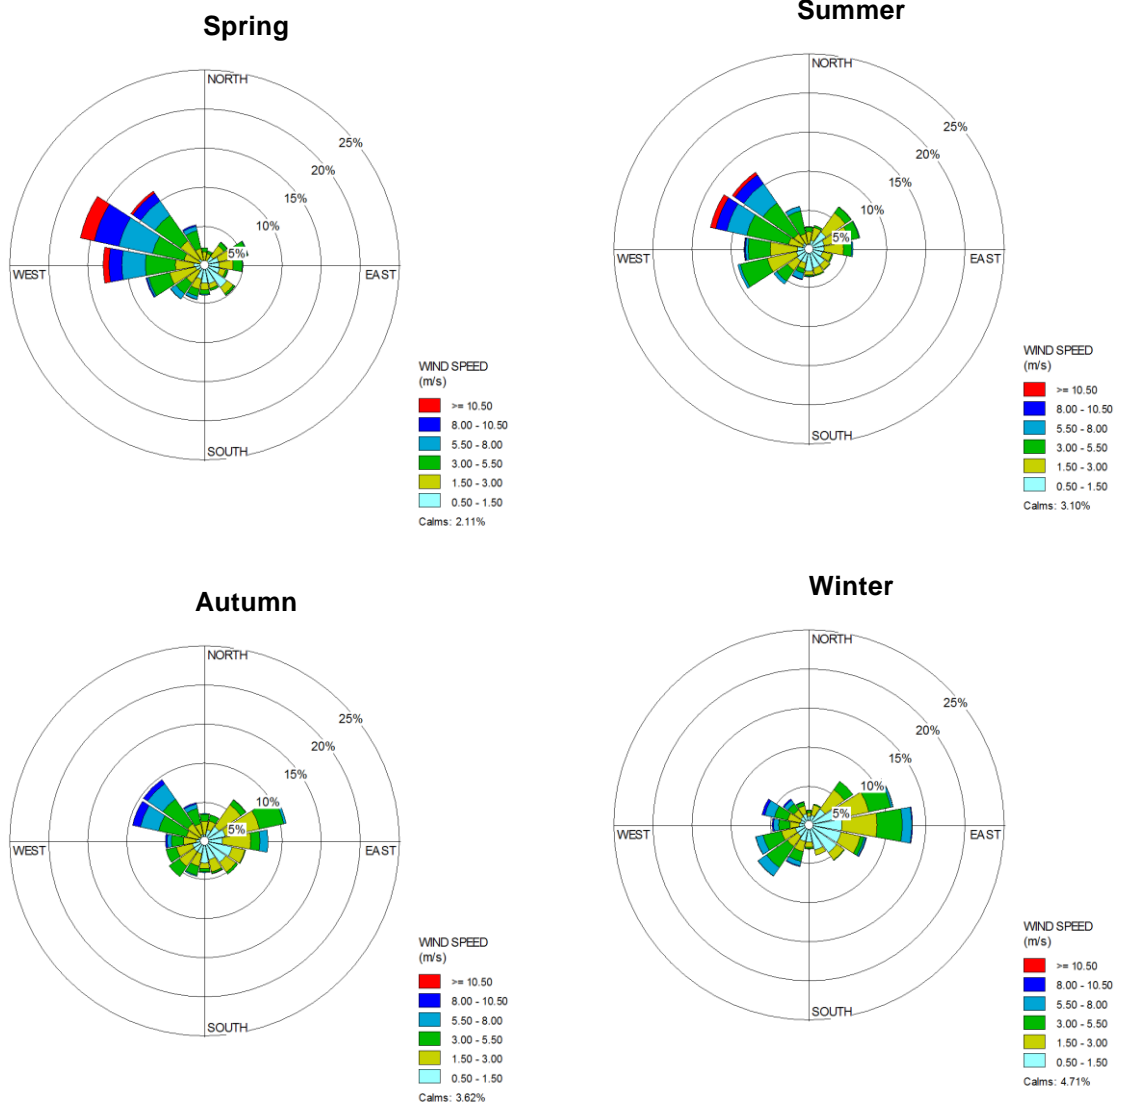 Spring
NORTH
25%
20%
15%
10%
5%
WEST
EAST
SOUTH
WIND SPEED
(m/s)
>= 10.50
8.00 - 10.50
5.50 - 8.00
3.00 - 5.50
1.50 - 3.00
0.50 - 1.50
Calms: 2.11%
Summer
NORTH
25%
20%
15%
10%
5%
WEST
EAST
SOUTH
WIND SPEED
(m/s)
>= 10.50
8.00 - 10.50
5.50 - 8.00
3.00 - 5.50
1.50 - 3.00
0.50 - 1.50
Calms: 3.10%
Autumn
NORTH
25%
20%
15%
10%
5%
WEST
EAST
SOUTH
WIND SPEED
(m/s)
>= 10.50
8.00 - 10.50
5.50 - 8.00
3.00 - 5.50
1.50 - 3.00
0.50 - 1.50
Calms: 3.62%
Winter
NORTH
25%
20%
15%
10%
5%
WEST
EAST
SOUTH
WIND SPEED
(m/s)
>= 10.50
8.00 - 10.50
5.50 - 8.00
3.00 - 5.50
1.50 - 3.00
0.50 - 1.50
Calms: 4.71%